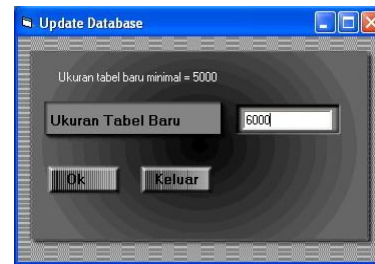 Update Database
Ukuran tabel baru minimal = 5000
Ukuran Tabel Baru
6000
Ok
Keluar